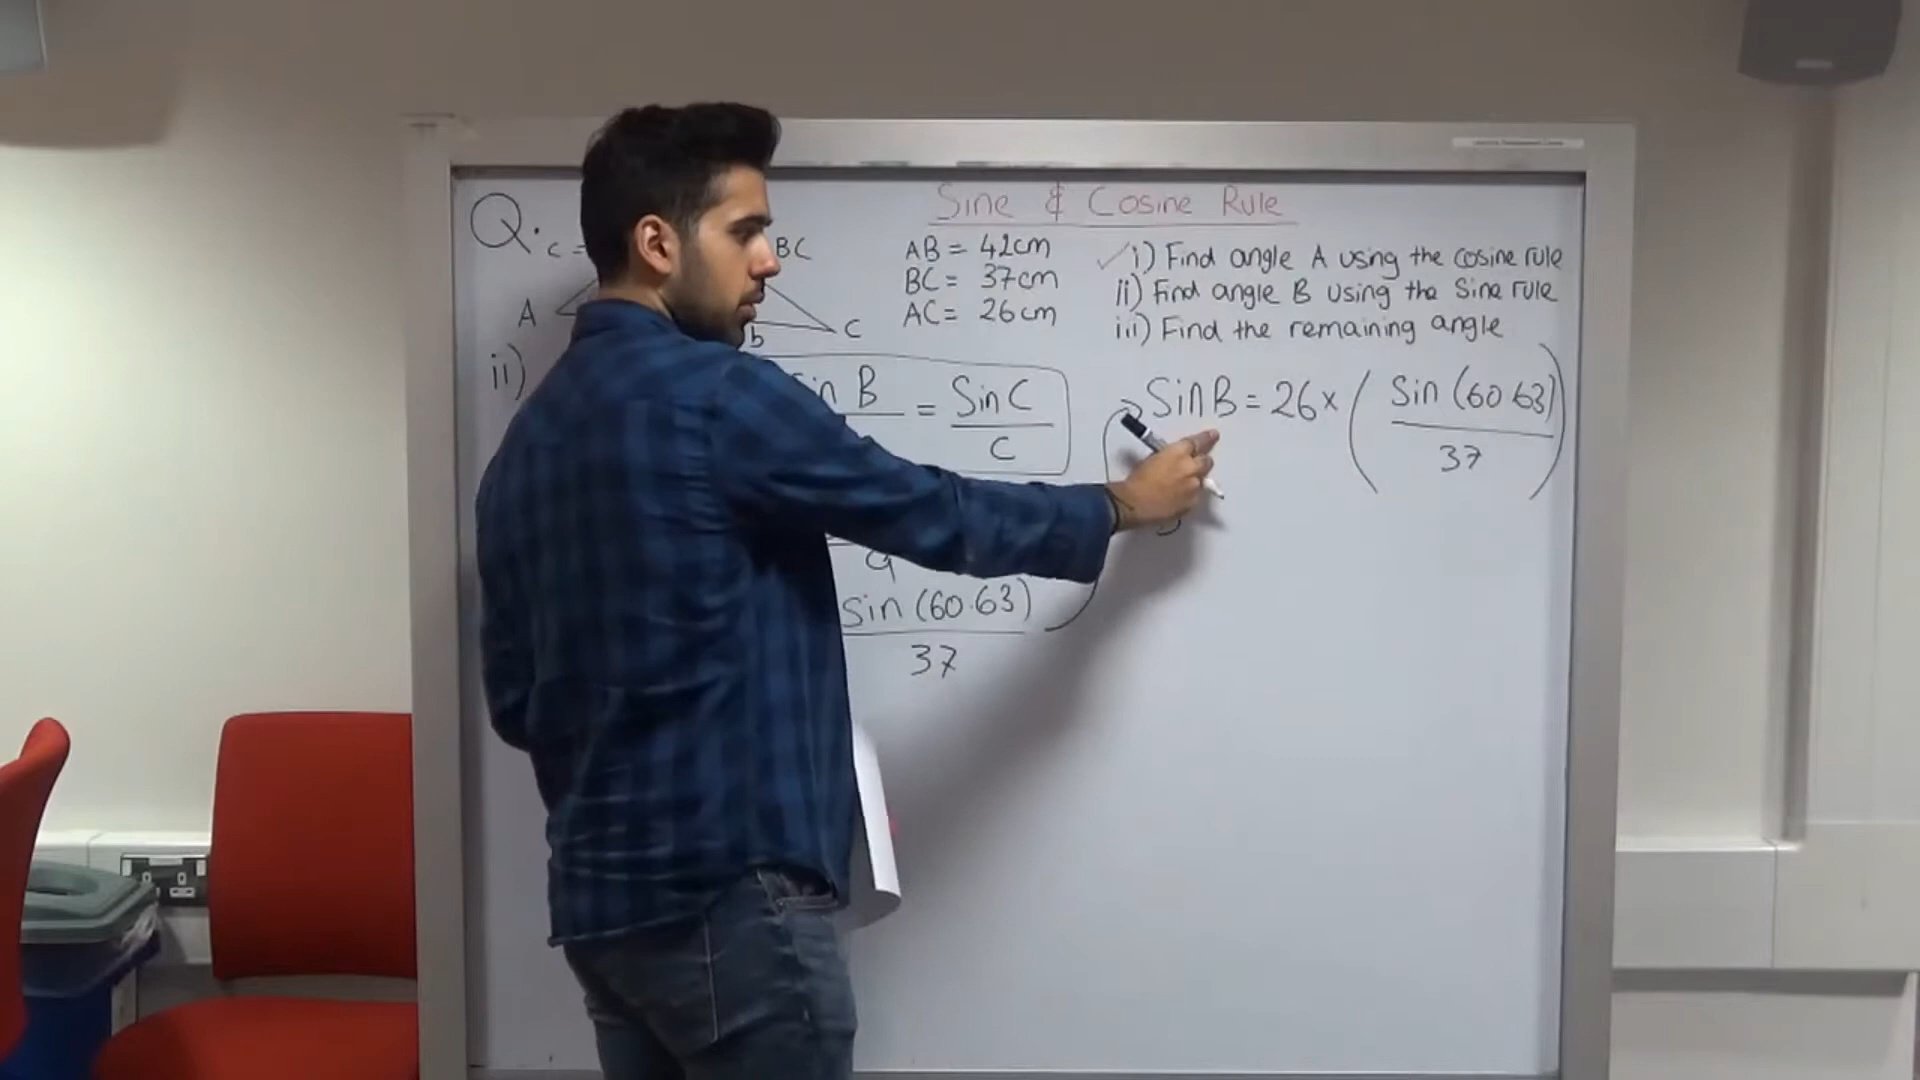 Sine & Cosine Rule
Q. c = BC
AB = 42cm
BC = 37cm
AC = 26cm
i) Find angle A using the cosine rule
ii) Find angle B using the Sine rule
iii) Find the remaining angle
A b C
ii)
Sin B = Sin C
C
a
Sin (60.63)
37
Sin B = 26 × ( Sin (60.63) )
37